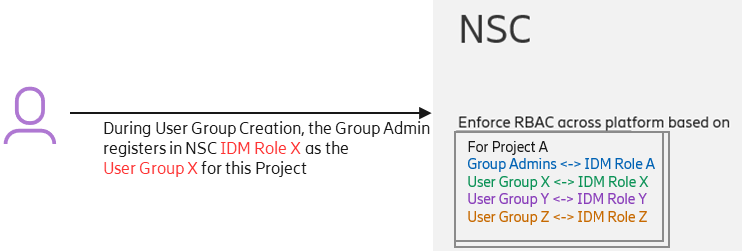 NSC
During User Group Creation, the Group Admin
registers in NSC IDM Role X as the
User Group X for this Project
Enforce RBAC across platform based on
For Project A
Group Admins <-> IDM Role A
User Group X <-> IDM Role X
User Group Y <-> IDM Role Y
User Group Z <-> IDM Role Z